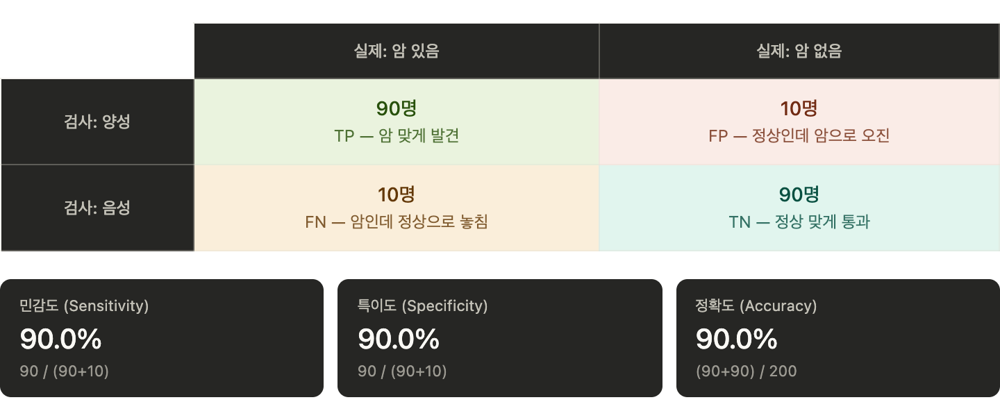 실제: 암 있음
실제: 암 없음
검사: 양성
90명
TP — 암 맞게 발견
10명
FP — 정상인데 암으로 오진
검사: 음성
10명
FN — 암인데 정상으로 놓침
90명
TN — 정상 맞게 통과
민감도 (Sensitivity)
90.0%
90 / (90+10)
특이도 (Specificity)
90.0%
90 / (90+10)
정확도 (Accuracy)
90.0%
(90+90) / 200